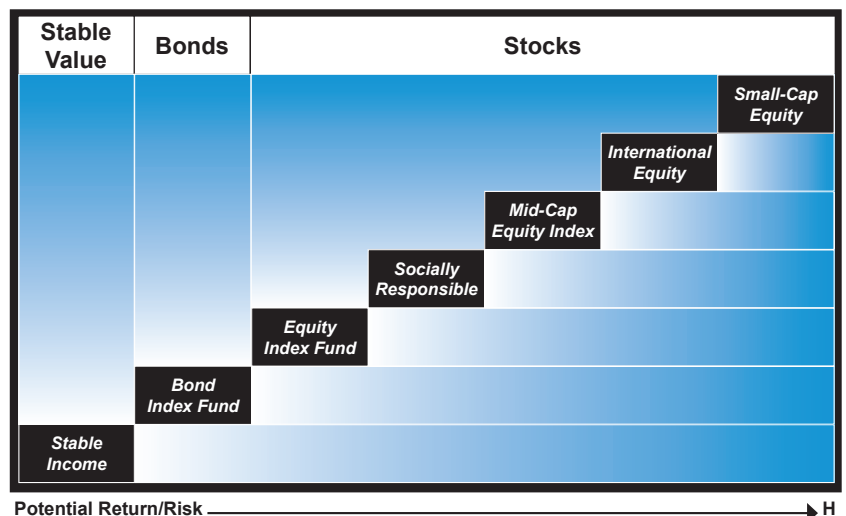 Stable
Value
Bonds
Stocks
Small-Cap
Equity
International
Equity
Mid-Cap
Equity Index
Socially
Responsible
Equity
Index Fund
Bond
Index Fund
Stable
Income
Potential Return/Risk
H